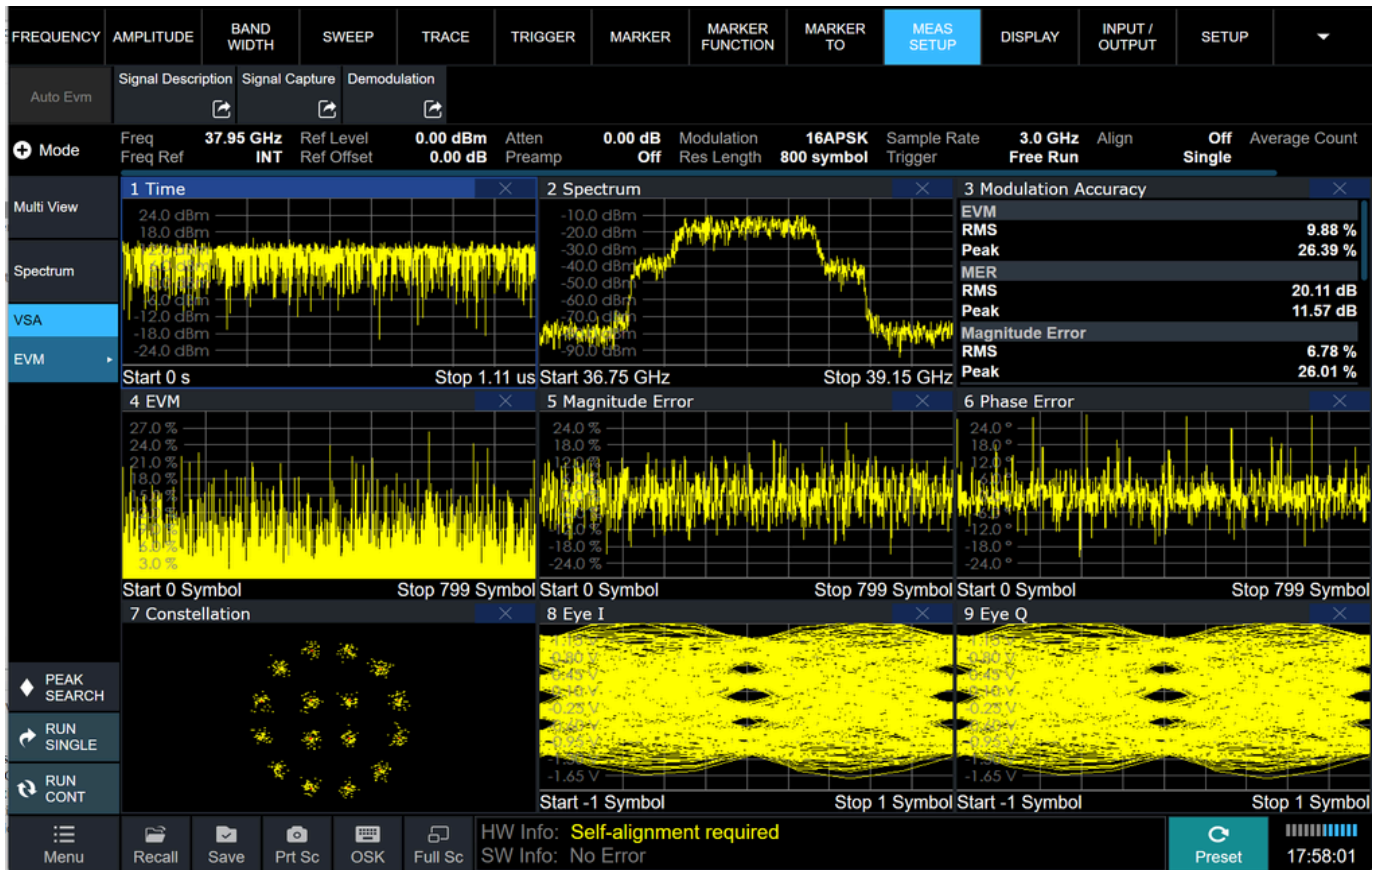 FREQUENCY AMPLITUDE BAND WIDTH SWEEP TRACE TRIGGER MARKER MARKER FUNCTION MARKER TO MEAS SETUP DISPLAY INPUT / OUTPUT SETUP
Auto Evm Signal Description Signal Capture Demodulation
Mode
Freq 37.95 GHz Ref Level 0.00 dBm Atten 0.00 dB Modulation 16APSK Sample Rate 3.0 GHz Align Off Average Count
Freq Ref INT Ref Offset 0.00 dB Preamp Off Res Length 800 symbol Trigger Free Run Single
Multi View
Spectrum
VSA
EVM
1 Time
24.0 dBm
18.0 dBm
-12.0 dBm
-18.0 dBm
-24.0 dBm
Start 0 s Stop 1.11 us
2 Spectrum
-10.0 dBm
-20.0 dBm
-30.0 dBm
-40.0 dBm
-50.0 dBm
-60.0 dBm
-90.0 dBm
Start 36.75 GHz Stop 39.15 GHz
3 Modulation Accuracy
EVM
RMS 9.88 %
Peak 26.39 %
MER
RMS 20.11 dB
Peak 11.57 dB
Magnitude Error
RMS 6.78 %
Peak 26.01 %
4 EVM
27.0 %
24.0 %
21.0 %
18.0 %
3.0 %
Start 0 Symbol Stop 799 Symbol
5 Magnitude Error
24.0 %
18.0 %
-18.0 %
-24.0 %
Start 0 Symbol Stop 799 Symbol
6 Phase Error
24.0 °
18.0 °
-12.0 °
-18.0 °
-24.0 °
Start 0 Symbol Stop 799 Symbol
7 Constellation
8 Eye I
-1.65 V
Start -1 Symbol Stop 1 Symbol
9 Eye Q
-1.65 V
Start -1 Symbol Stop 1 Symbol
PEAK SEARCH
RUN SINGLE
RUN CONT
Menu Recall Save Prt Sc OSK Full Sc
HW Info: Self-alignment required
SW Info: No Error
Preset 17:58:01